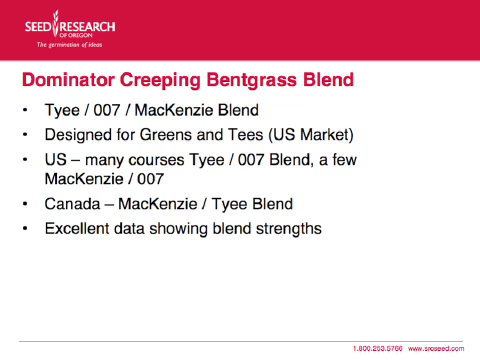 SEED RESEARCH
OF OREGON
The germination of ideas
Dominator Creeping Bentgrass Blend
• Tyee / 007 / MacKenzie Blend
• Designed for Greens and Tees (US Market)
• US – many courses Tyee / 007 Blend, a few
MacKenzie / 007
• Canada – MacKenzie / Tyee Blend
• Excellent data showing blend strengths
1.800.253.5766 www.sroseed.com